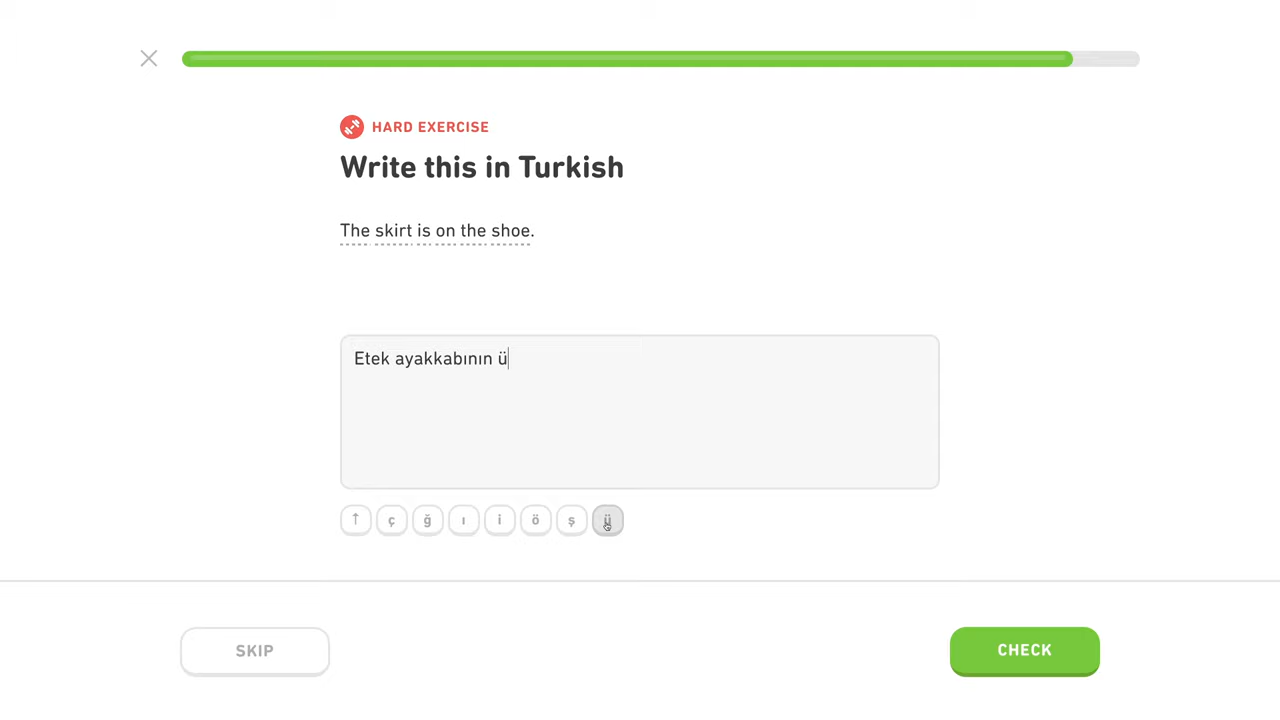 HARD EXERCISE
Write this in Turkish
The skirt is on the shoe.
Etek ayakkabının ü
↑ ç ğ ı i ö ş ü
SKIP
CHECK